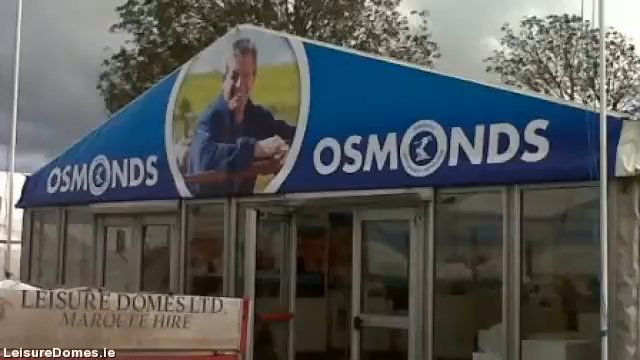 OSMONDS
OSMONDS
LEISURE DOMES LTD.
MARQUEE HIRE
LeisureDomes.ie